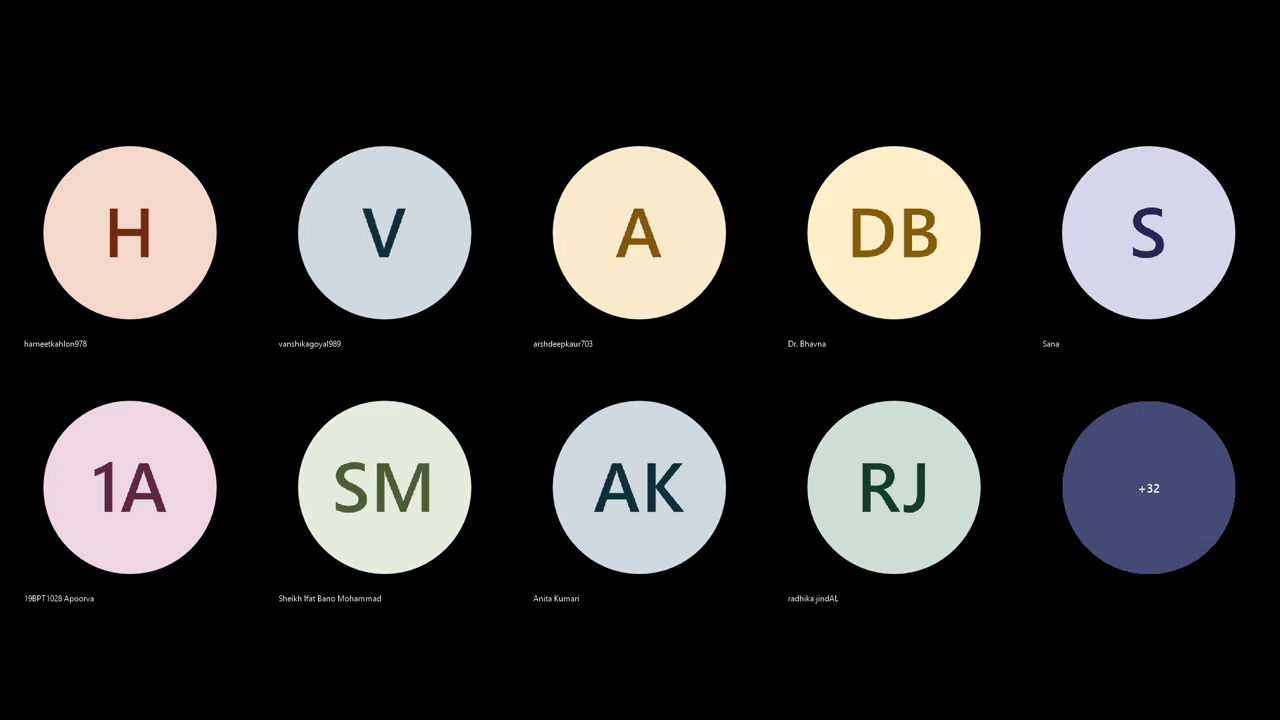 H
V
A
DB
S
harneetkahlon978
vanshikagoyal989
arshdeepkaur703
Dr. Bhavna
Sana
1A
SM
AK
RJ
+32
19BPT1028 Apoorva
Sheikh Ifat Bano Mohammad
Anita Kumari
radhika jindAL